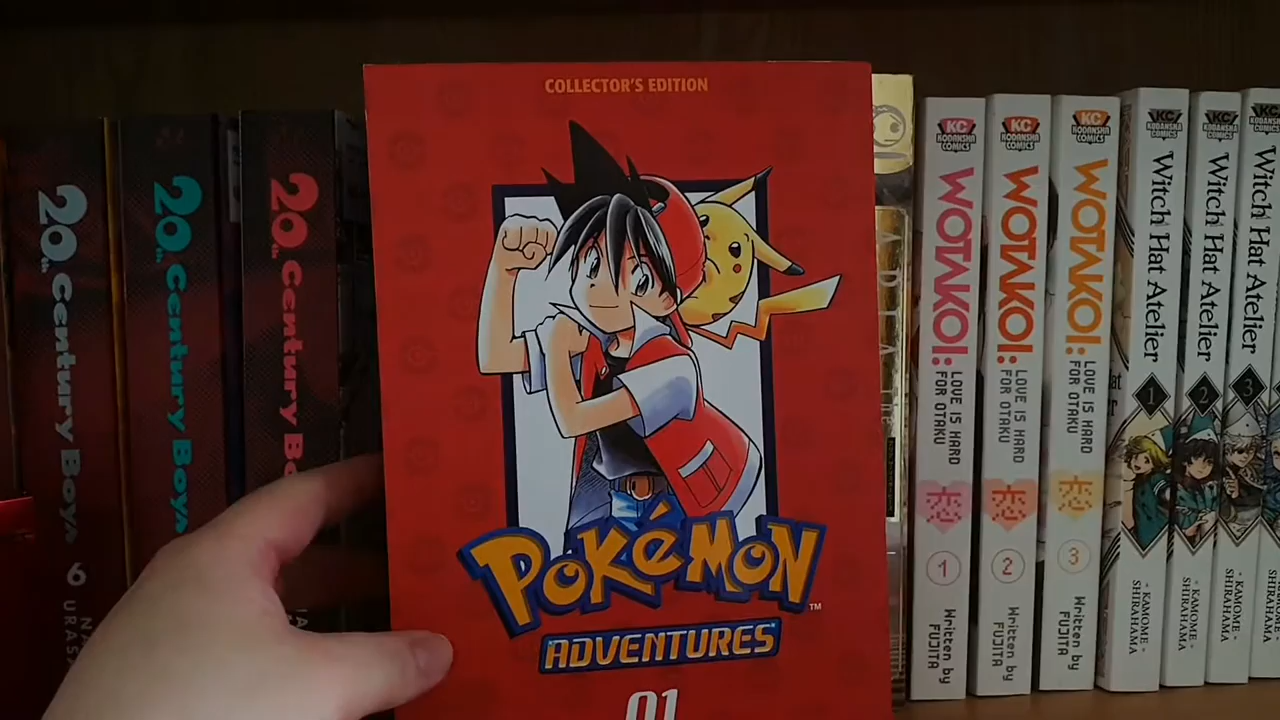 20th Century Boys
6
NA
URAS
20th Century Boys
20th Century Bo
COLLECTOR'S EDITION
POKéMON
TM
ADVENTURES
01
KC
KODANSHA COMICS
WOTAKOI:
LOVE IS HARD
FOR OTAKU
1
Written by
FUJITA
KC
KODANSHA COMICS
WOTAKOI:
LOVE IS HARD
FOR OTAKU
2
Written by
FUJITA
KC
KODANSHA COMICS
WOTAKOI:
LOVE IS HARD
FOR OTAKU
3
Written by
FUJITA
KC
KODANSHA COMICS
Witch Hat Atelier
1
KAMOME
SHIRAHAMA
KC
KODANSHA COMICS
Witch Hat Atelier
2
KAMOME
SHIRAHAMA
KC
KODANSHA COMICS
Witch Hat Atelier
3
KAMOME
SHIRAHAMA